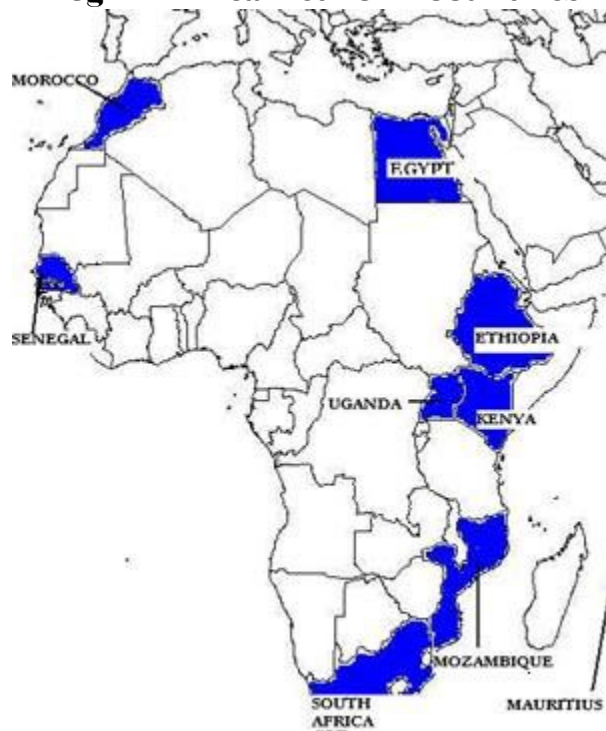 MOROCCO
EGYPT
SENEGAL
ETHIOPIA
UGANDA
KENYA
MOZAMBIQUE
SOUTH
AFRICA
MAURITIUS